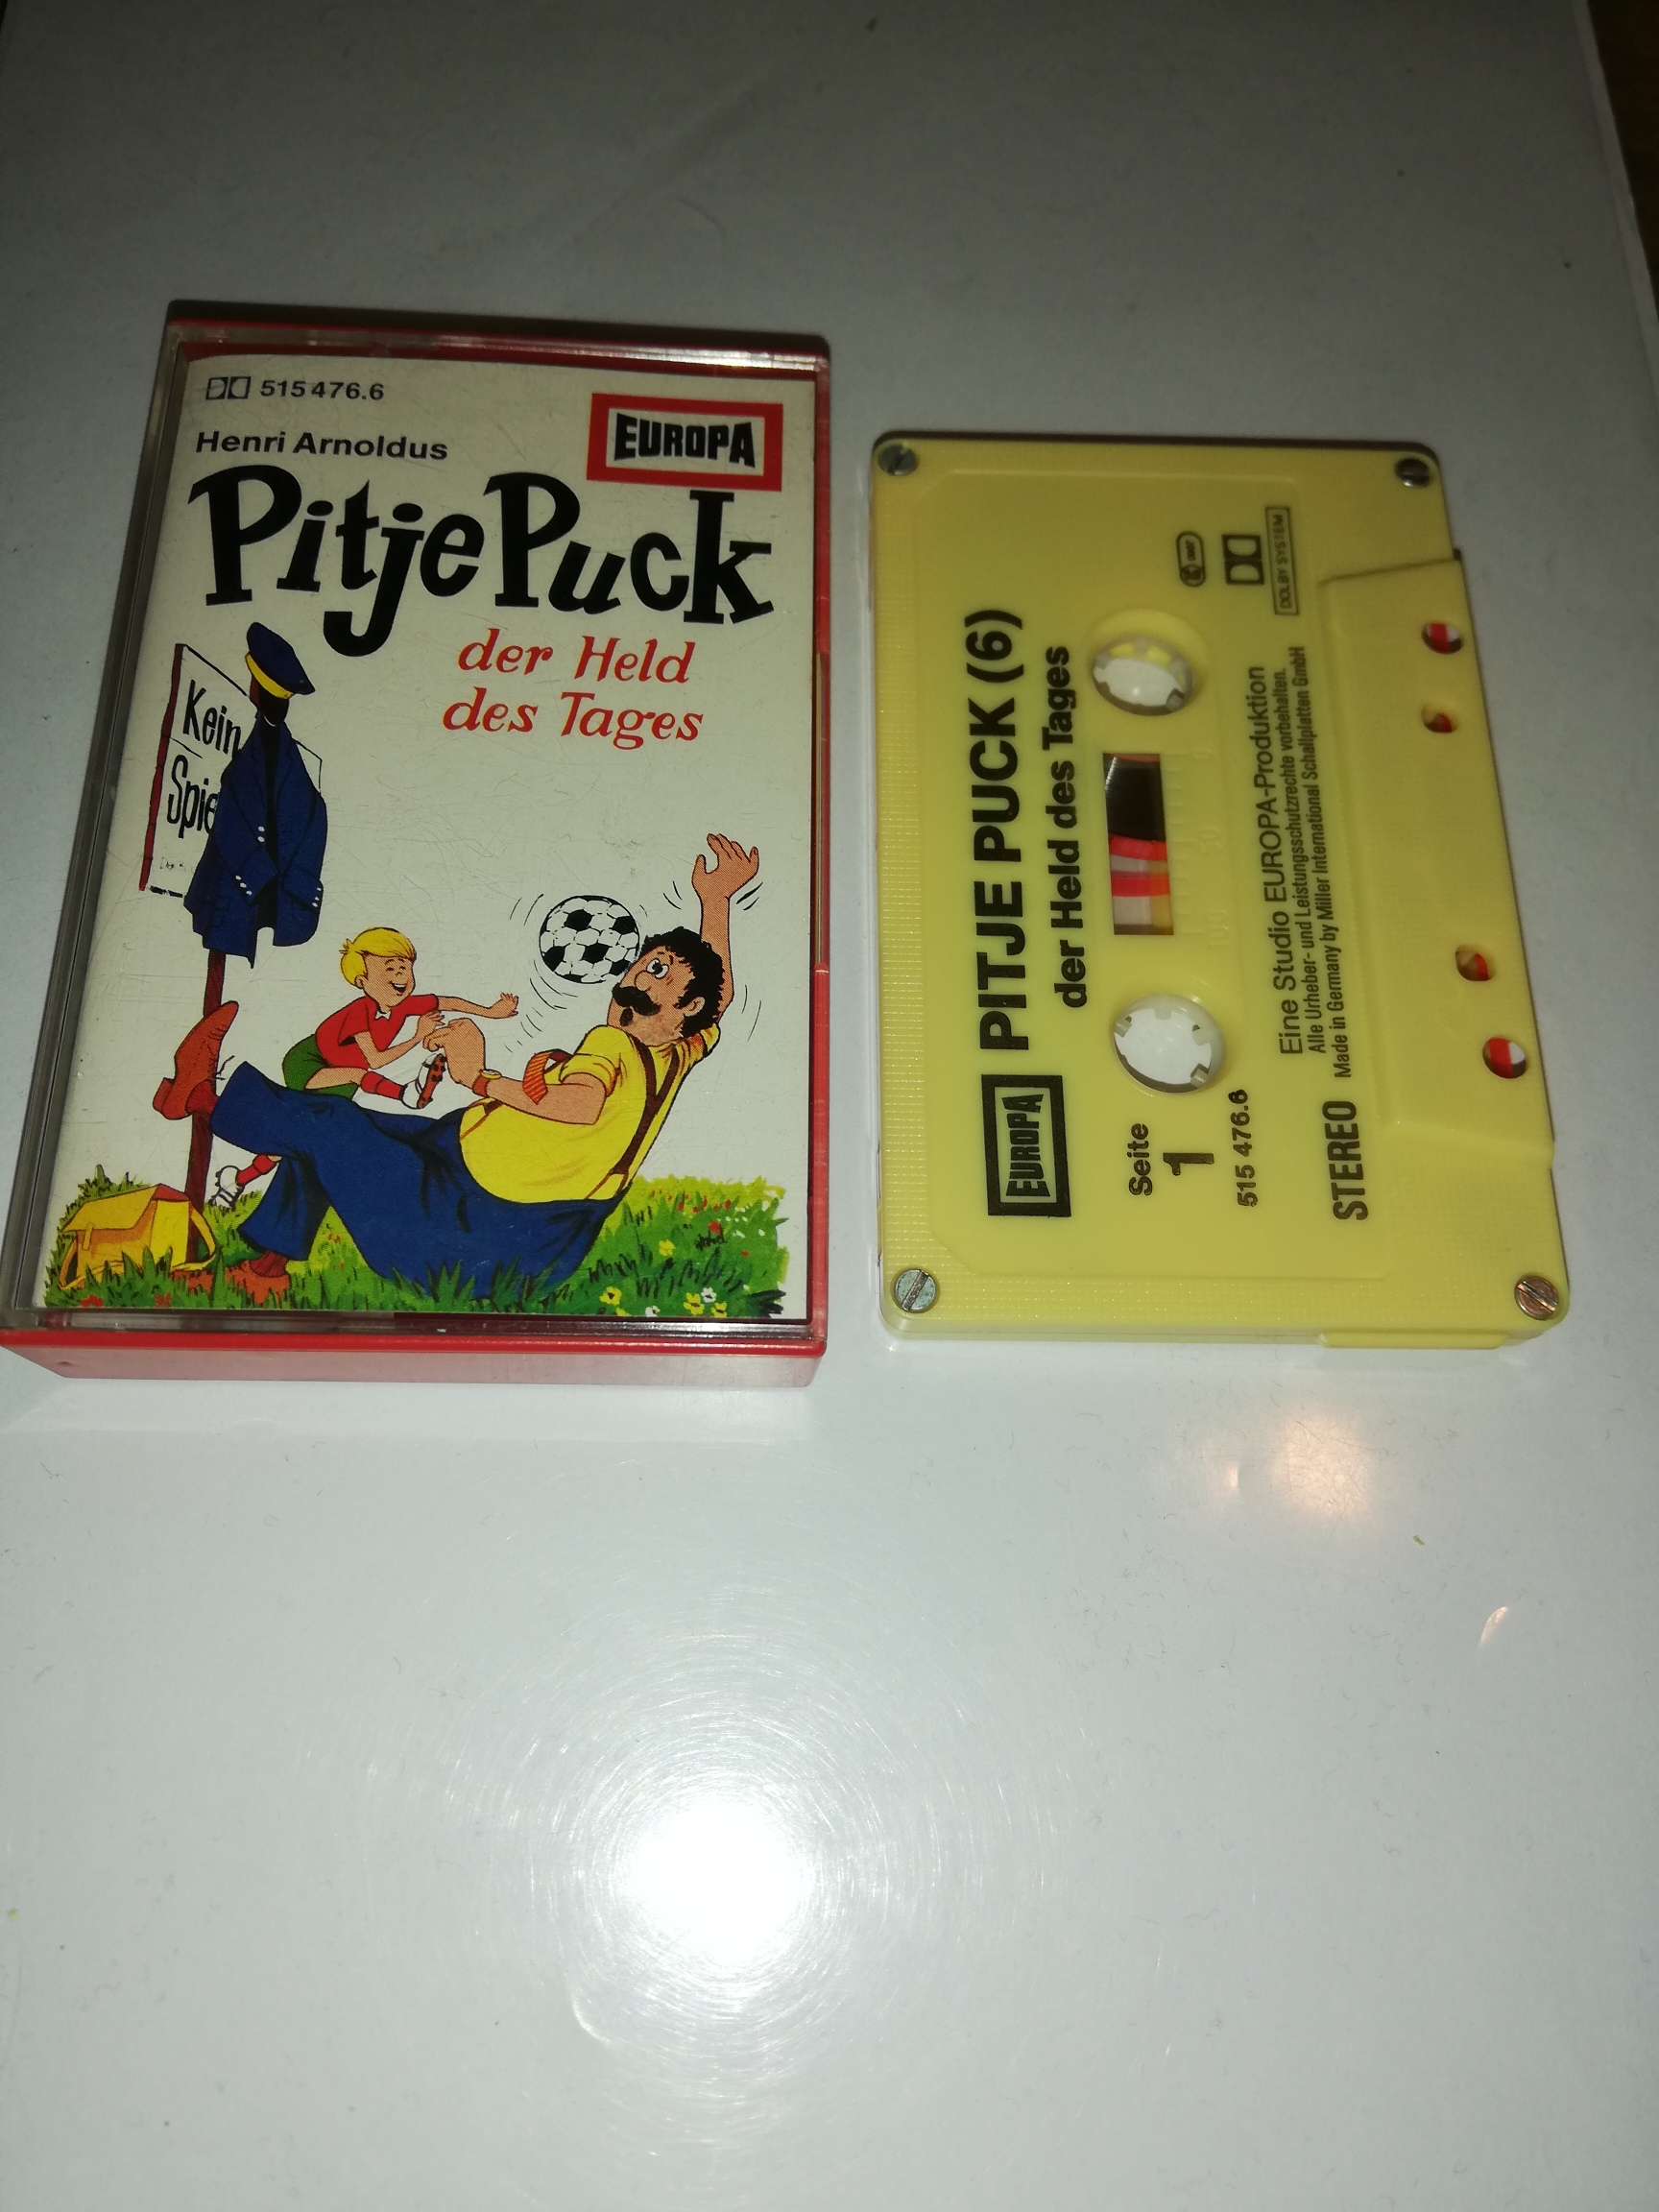 515 476.6
EUROPA
Henri Arnoldus
Pitje Puck
der Held
des Tages
Kein
Spie
EUROPA PITJE PUCK (6)
der Held des Tages
Seite
1
515 476.6
DOLBY SYSTEM
Eine Studio EUROPA-Produktion
Alle Urheber- und Leistungsschutzrechte vorbehalten.
STEREO Made in Germany by Miller International Schallplatten GmbH